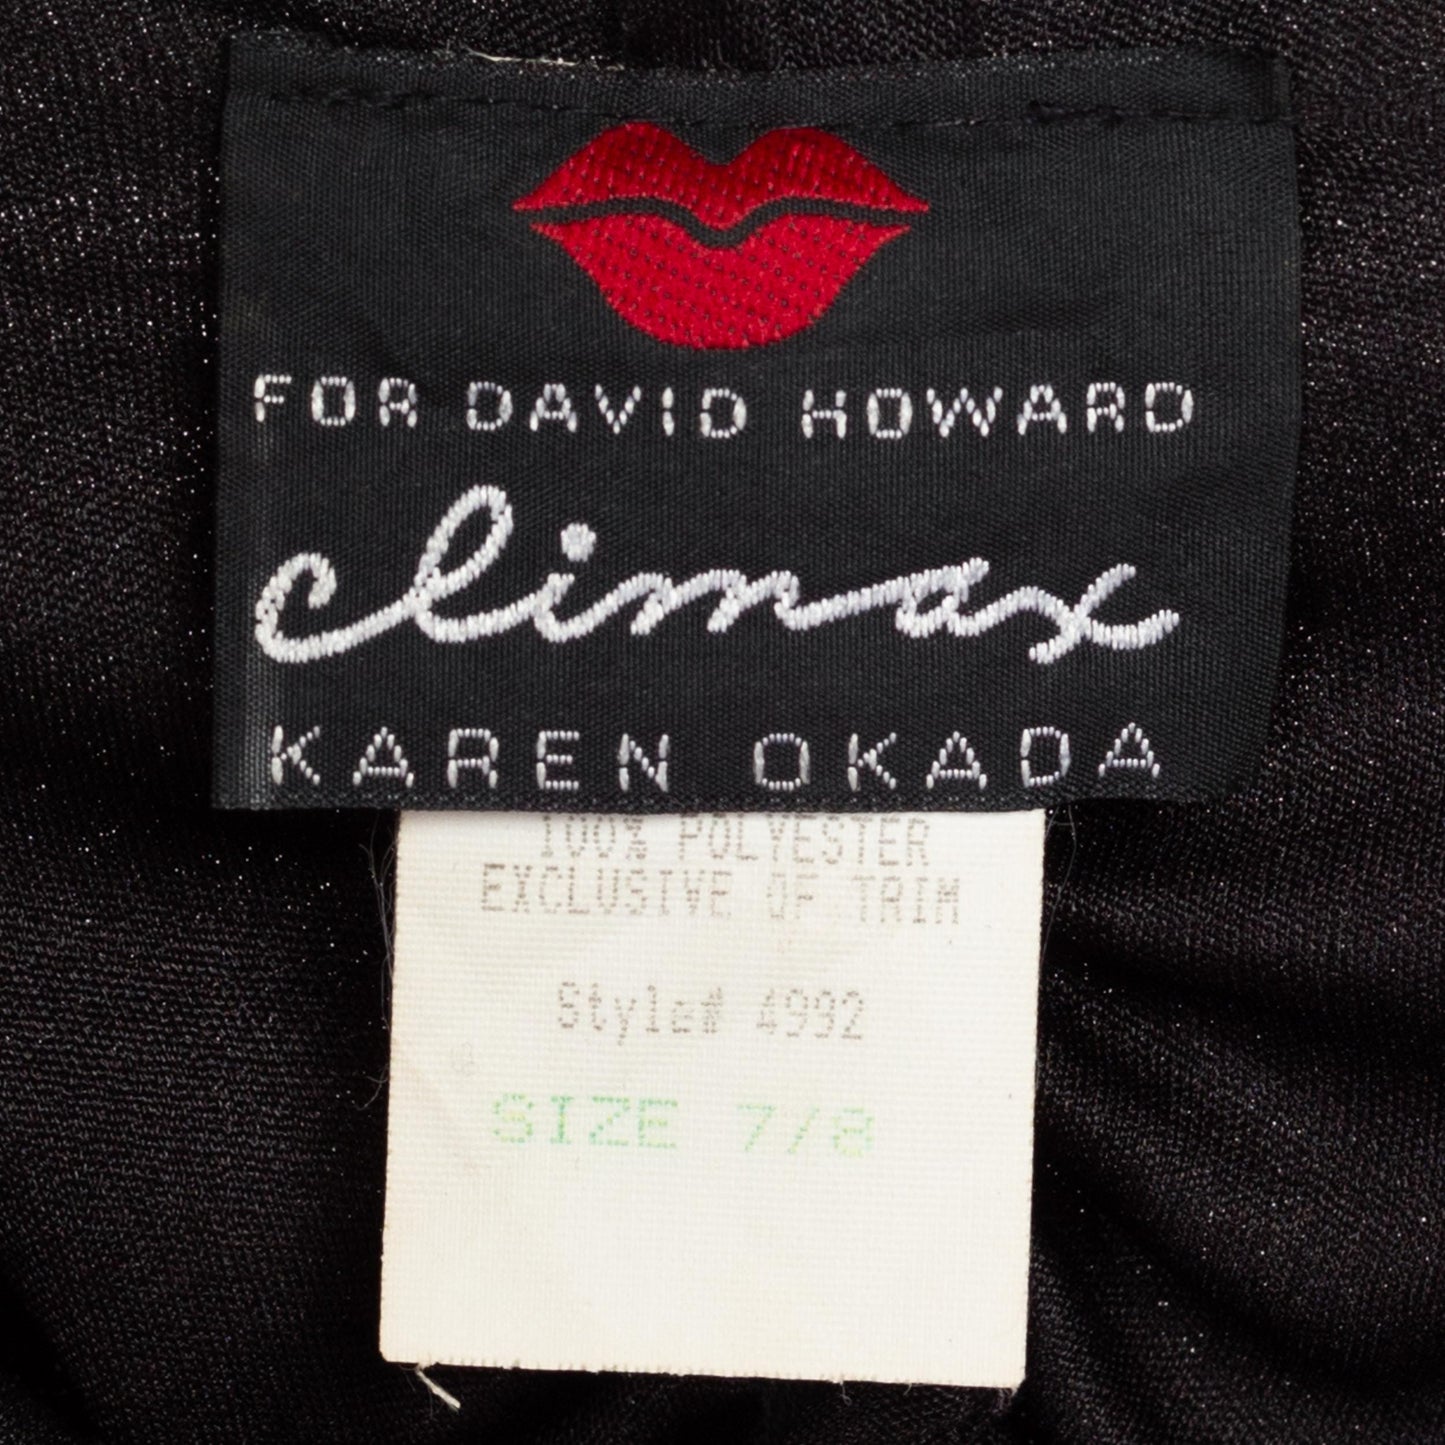 FOR DAVID HOWARD
climax
KAREN OKADA
100% POLYESTER
EXCLUSIVE OF TRIM
Style# 4992
SIZE 7/8